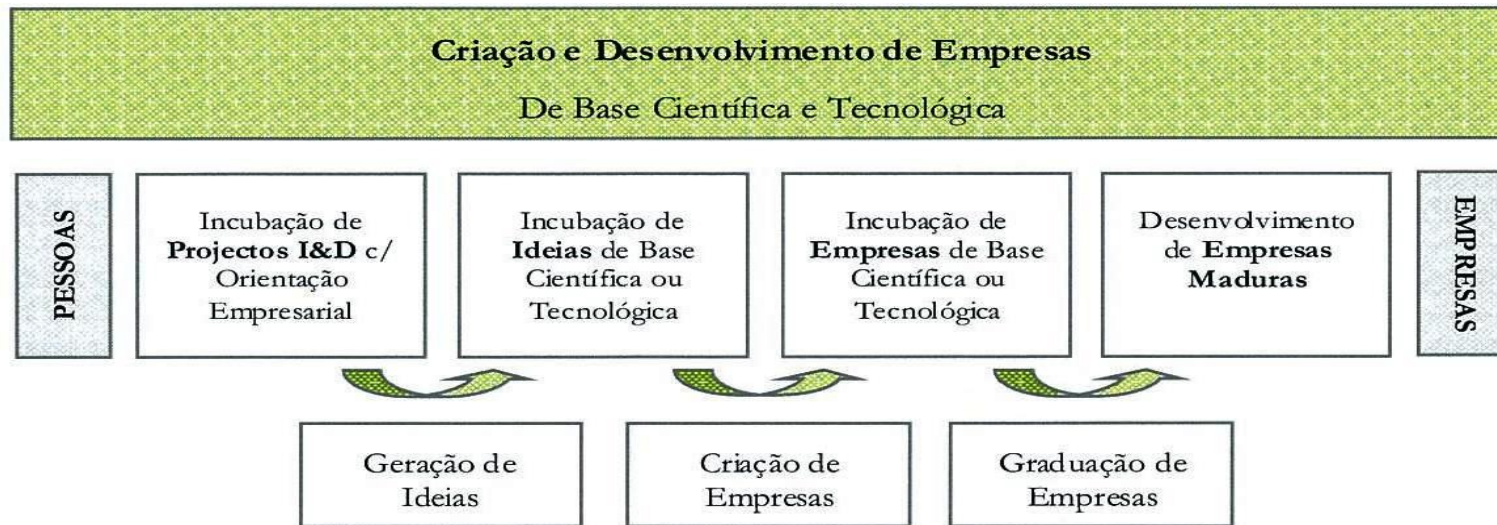 Criação e Desenvolvimento de Empresas
De Base Científica e Tecnológica
PESSOAS
Incubação de
Projectos I&D c/
Orientação
Empresarial
Incubação de
Ideias de Base
Científica ou
Tecnológica
Incubação de
Empresas de Base
Científica ou
Tecnológica
Desenvolvimento
de Empresas
Maduras
EMPRESAS
Geração de
Ideias
Criação de
Empresas
Graduação de
Empresas